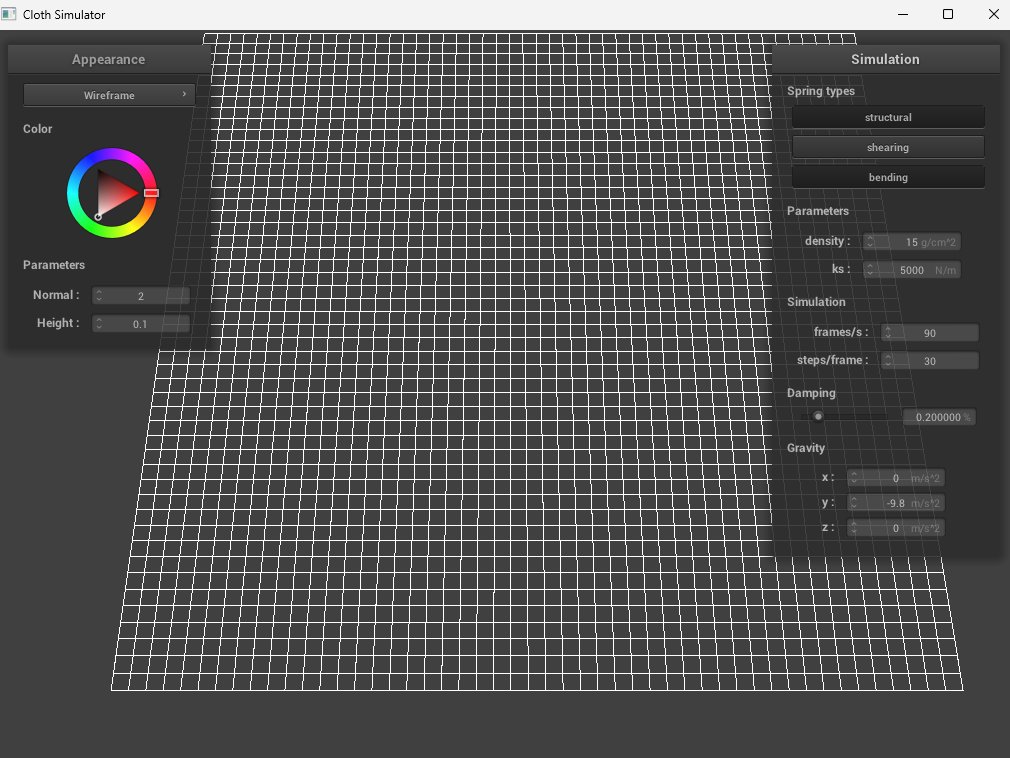 Cloth Simulator
Appearance
Wireframe
Color
Parameters
Normal : 2
Height : 0.1
Simulation
Spring types
structural
shearing
bending
Parameters
density : 15 g/cm^2
ks : 5000 N/m
Simulation
frames/s : 90
steps/frame : 30
Damping
0.200000 %
Gravity
x : 0 m/s^2
y : -9.8 m/s^2
z : 0 m/s^2